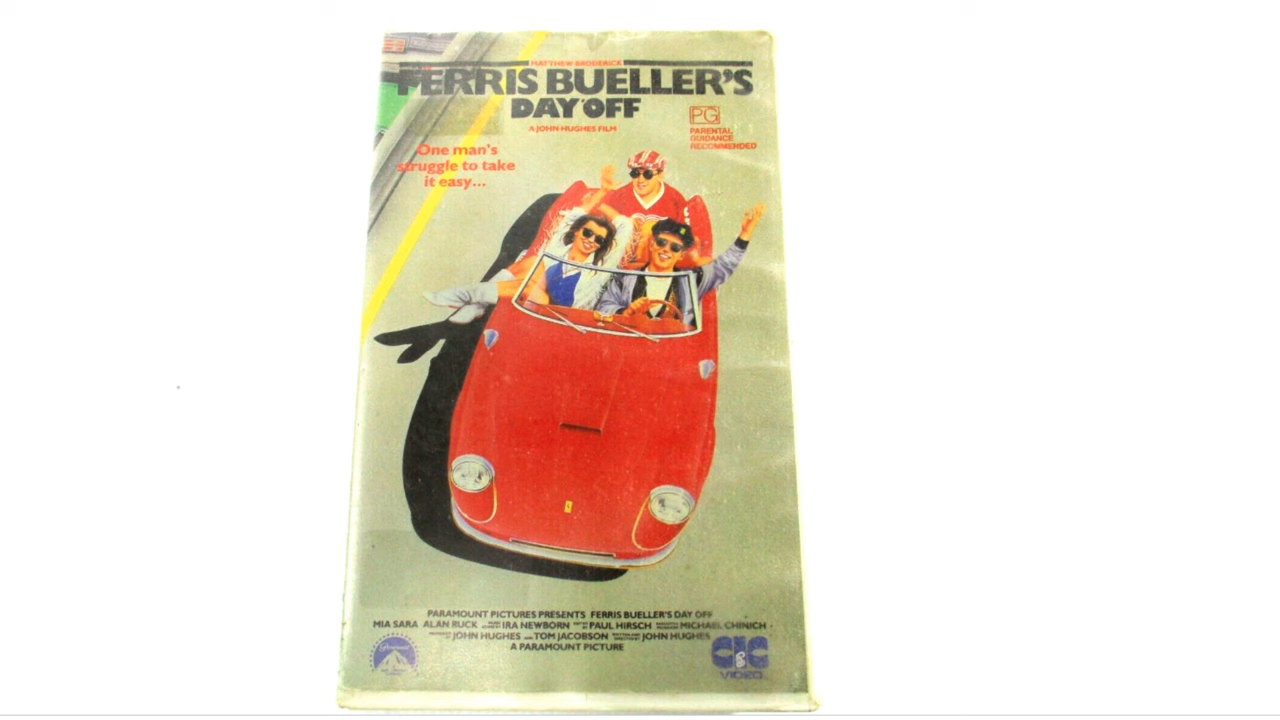 MATTHEW BRODERICK
FERRIS BUELLER'S
DAY OFF
A JOHN HUGHES FILM
PG
PARENTAL
GUIDANCE
RECOMMENDED
One man's
struggle to take
it easy...
PARAMOUNT PICTURES PRESENTS FERRIS BUELLER'S DAY OFF
MIA SARA ALAN RUCK IRA NEWBORN PAUL HIRSCH MICHAEL CHINICH
JOHN HUGHES AND TOM JACOBSON JOHN HUGHES
A PARAMOUNT PICTURE
Paramount
CIC
VIDEO